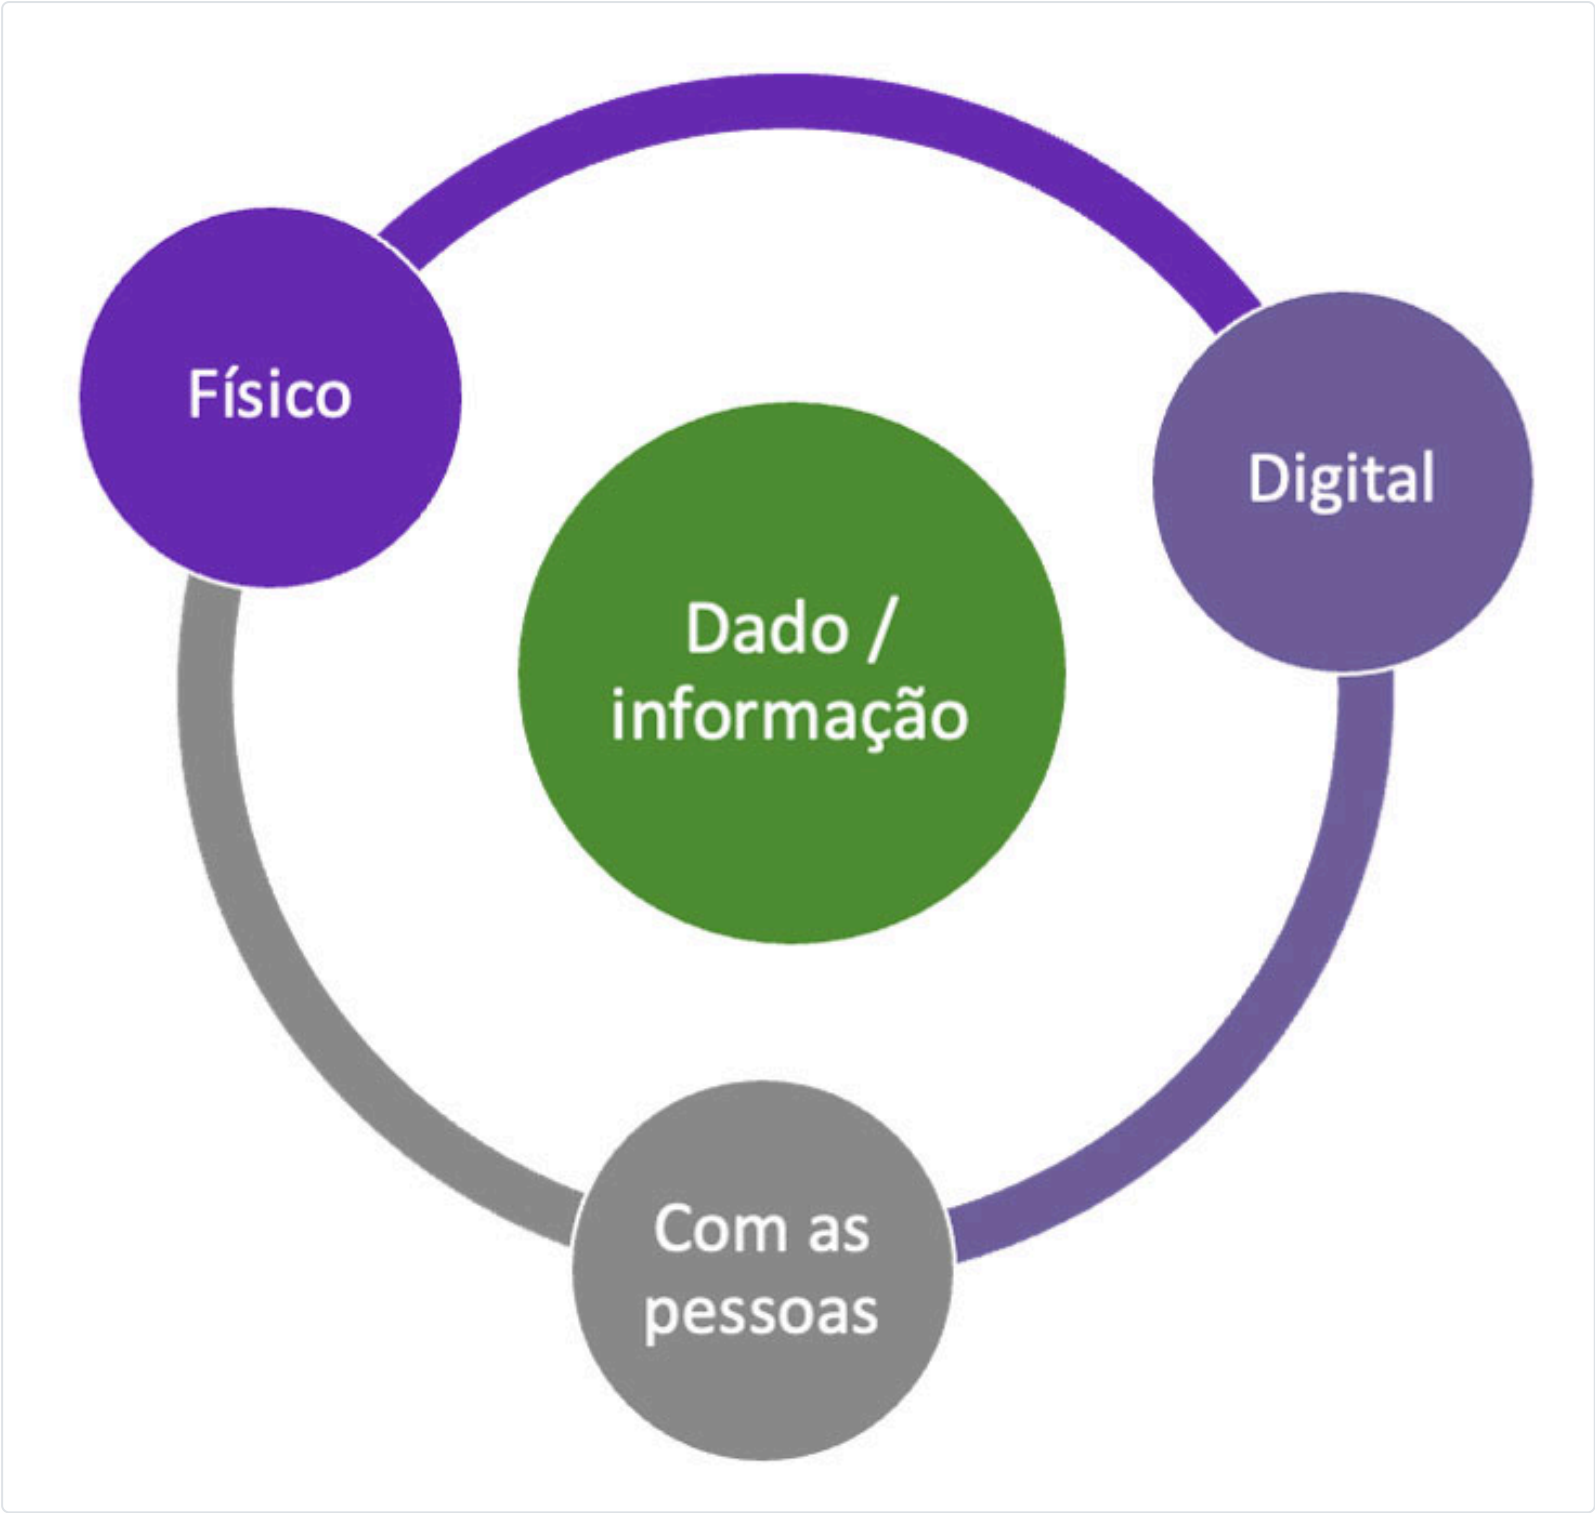 Físico
Digital
Dado /
informação
Com as
pessoas